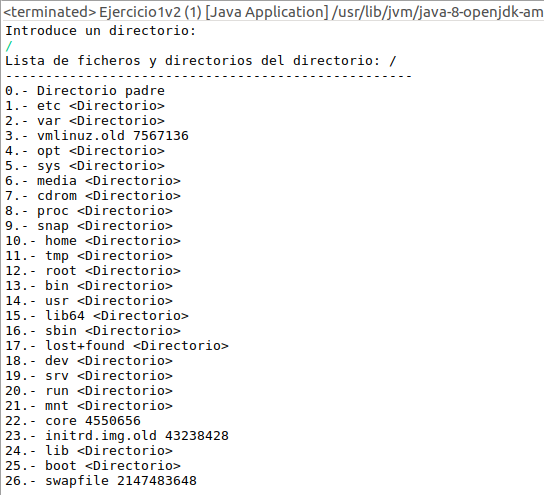 <terminated> Ejercicio1v2 (1) [Java Application] /usr/lib/jvm/java-8-openjdk-am
Introduce un directorio:
/
Lista de ficheros y directorios del directorio: /
---------------------------------------------------
0.- Directorio padre
1.- etc <Directorio>
2.- var <Directorio>
3.- vmlinuz.old 7567136
4.- opt <Directorio>
5.- sys <Directorio>
6.- media <Directorio>
7.- cdrom <Directorio>
8.- proc <Directorio>
9.- snap <Directorio>
10.- home <Directorio>
11.- tmp <Directorio>
12.- root <Directorio>
13.- bin <Directorio>
14.- usr <Directorio>
15.- lib64 <Directorio>
16.- sbin <Directorio>
17.- lost+found <Directorio>
18.- dev <Directorio>
19.- srv <Directorio>
20.- run <Directorio>
21.- mnt <Directorio>
22.- core 4550656
23.- initrd.img.old 43238428
24.- lib <Directorio>
25.- boot <Directorio>
26.- swapfile 2147483648